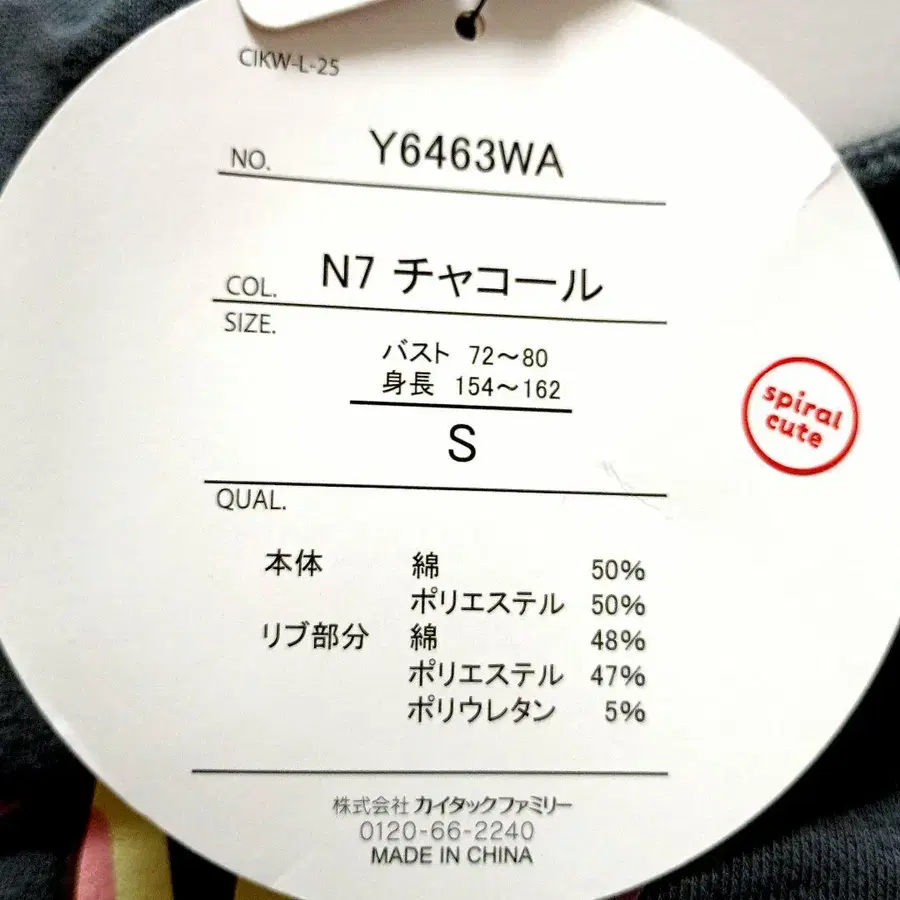 CIKW-L-25
NO. Y6463WA
COL. N7 チャコール
SIZE.
バスト 72～80
身長 154～162
S
spiral
cute
QUAL.
本体 綿 50%
ポリエステル 50%
リブ部分 綿 48%
ポリエステル 47%
ポリウレタン 5%
株式会社 カイタックファミリー
0120-66-2240
MADE IN CHINA